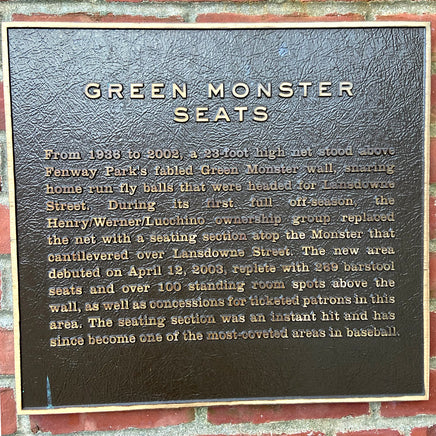 GREEN MONSTER
SEATS
From 1936 to 2002, a 23-foot high net stood above
Fenway Park's fabled Green Monster wall, snaring
home run fly balls that were headed for Lansdowne
Street. During its first full off-season, the
Henry/Werner/Lucchino ownership group replaced
the net with a seating section atop the Monster that
cantilevered over Lansdowne Street. The new area
debuted on April 12, 2003, replete with 269 barstool
seats and over 100 standing room spots above the
wall, as well as concessions for ticketed patrons in this
area. The seating section was an instant hit and has
since become one of the most-coveted areas in baseball.